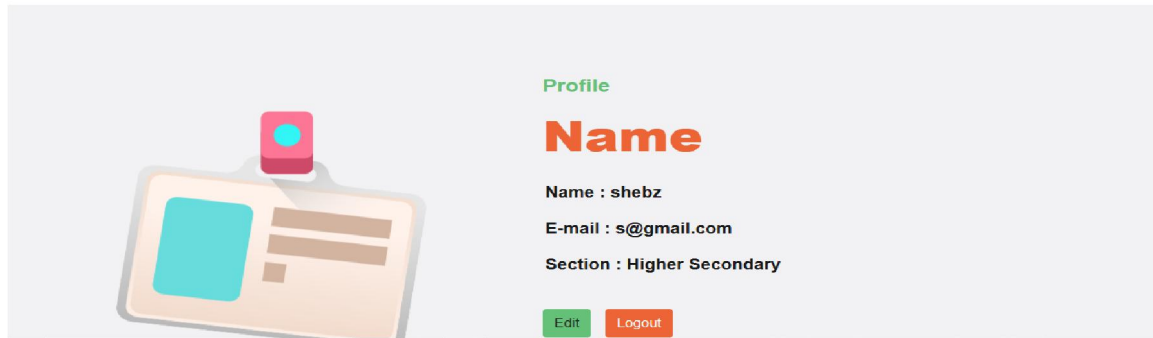 Profile
Name
Name : shebz
E-mail : s@gmail.com
Section : Higher Secondary
Edit Logout